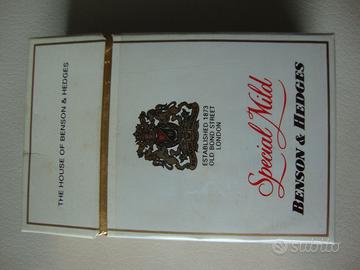 THE HOUSE OF BENSON & HEDGES
ESTABLISHED 1873
OLD BOND STREET
LONDON
Special Mild
BENSON & HEDGES
subito